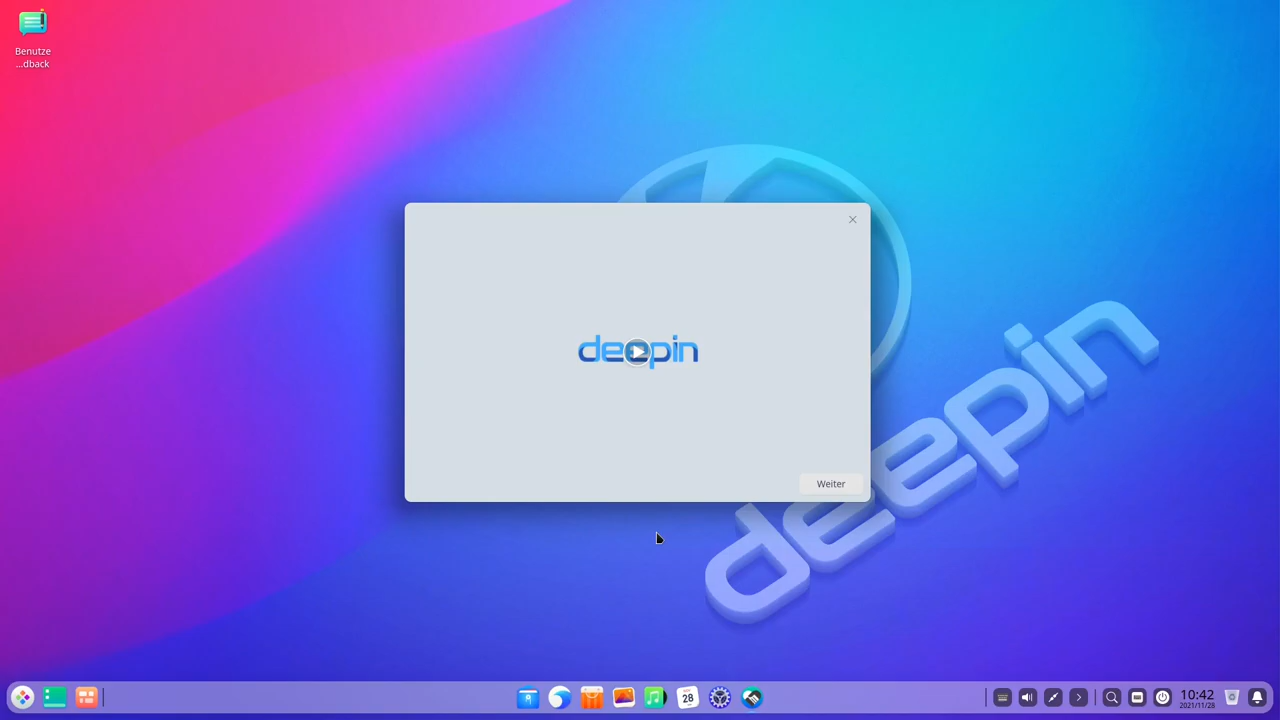 Benutze
...dback
deepin
Weiter
deepin
28
10:42
2021/11/28